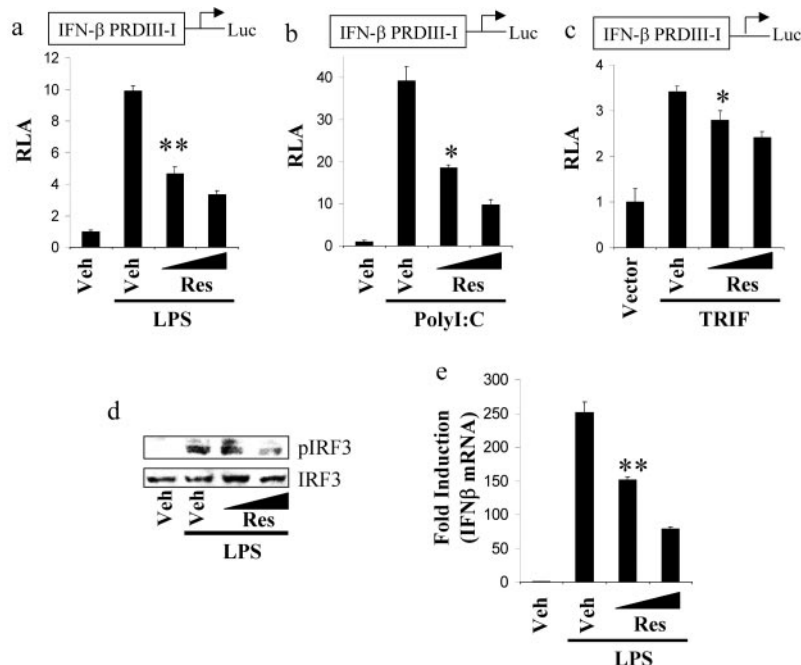 a
IFN-β PRDIII-I
Luc
RLA
12
10
8
6
4
2
0
**
Veh
Veh
Res
LPS
b
IFN-β PRDIII-I
Luc
RLA
40
30
20
10
0
*
Veh
Veh
Res
PolyI:C
c
IFN-β PRDIII-I
Luc
RLA
4
3
2
1
0
*
Vector
Veh
Res
TRIF
d
pIRF3
IRF3
Veh
Veh
Res
LPS
e
Fold Induction
(IFNβ mRNA)
300
250
200
150
100
50
0
**
Veh
Veh
Res
LPS